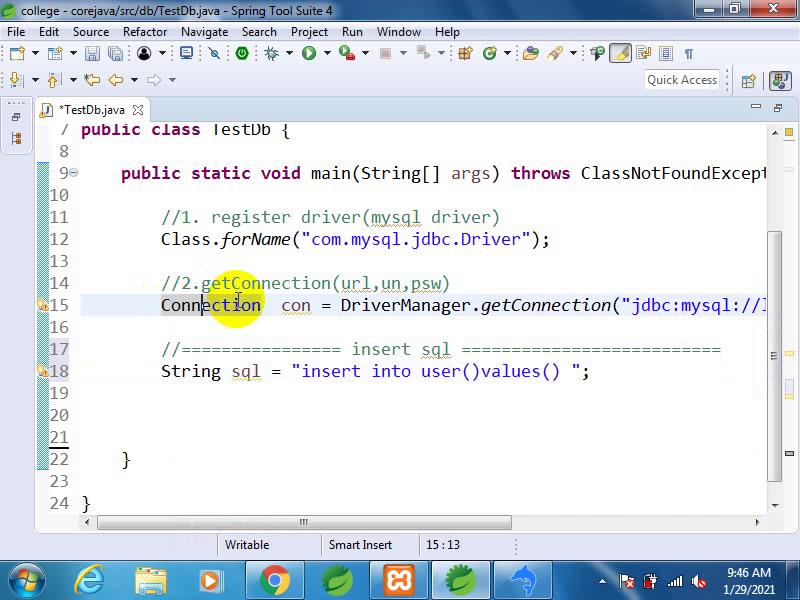 college - corejava/src/db/TestDb.java - Spring Tool Suite 4
File Edit Source Refactor Navigate Search Project Run Window Help
Quick Access
*TestDb.java
7 public class TestDb {
8
9 public static void main(String[] args) throws ClassNotFoundExcept
10
11 //1. register driver(mysql driver)
12 Class.forName("com.mysql.jdbc.Driver");
13
14 //2.getConnection(url,un,psw)
15 Connection con = DriverManager.getConnection("jdbc:mysql://l
16
17 //================ insert sql ==========================
18 String sql = "insert into user()values() ";
19
20
21
22 }
23
24 }
Writable Smart Insert 15 : 13
9:46 AM
1/29/2021